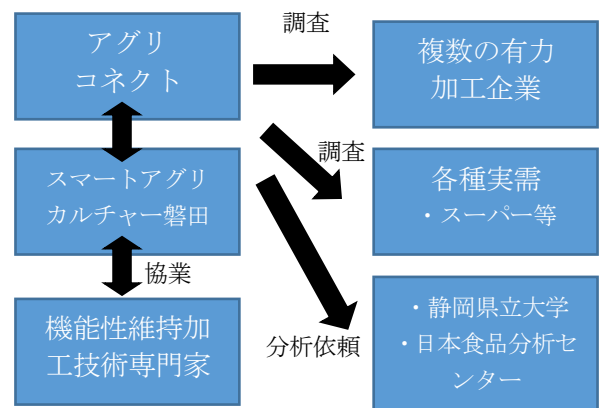 アグリ
コネクト
調査
複数の有力
加工企業
スマートアグリ
カルチャー磐田
調査
各種実需
・スーパー等
協業
機能性維持加
工技術専門家
分析依頼
・静岡県立大学
・日本食品分析セ
ンター